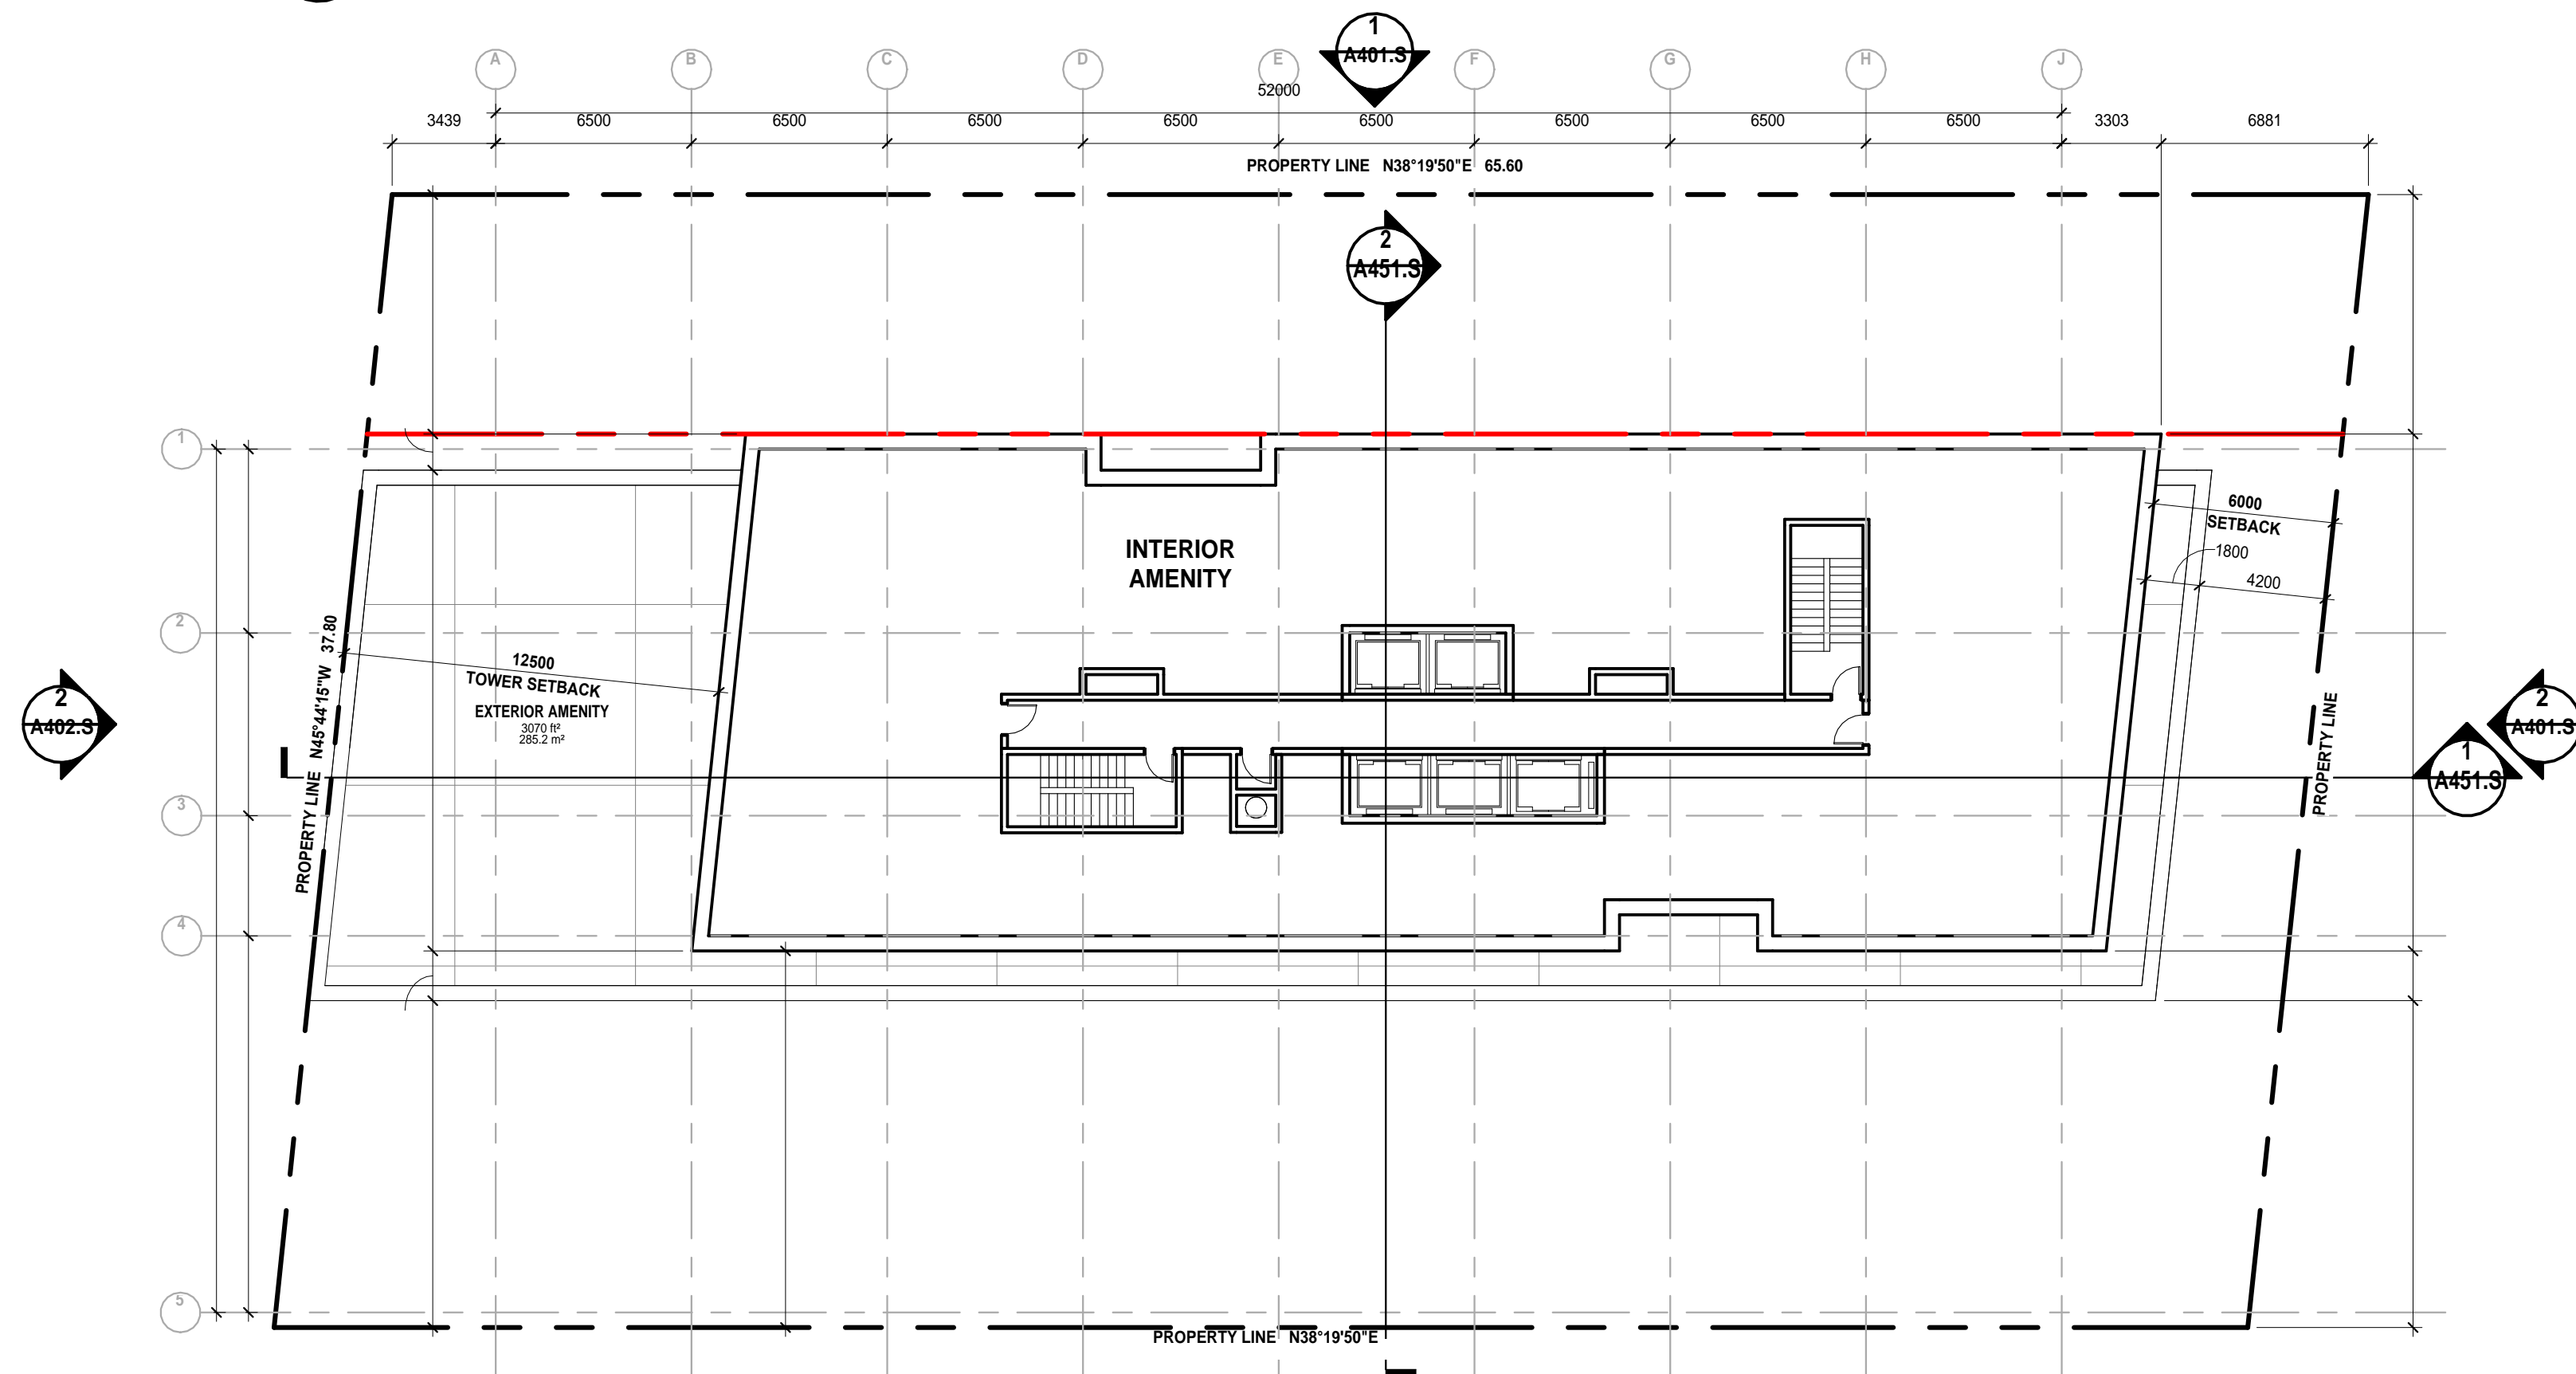 1
A401.S
A
B
C
D
E
F
G
H
J
52000
3439
6500
6500
6500
6500
6500
6500
6500
6500
3303
6881
PROPERTY LINE N38°19'50"E 65.60
2
A451.S
1
6000
SETBACK
1800
4200
INTERIOR
AMENITY
2
PROPERTY LINE N45°44'15"W 37.80
12500
TOWER SETBACK
EXTERIOR AMENITY
3070 ft²
285.2 m²
2
A402.S
PROPERTY LINE
2
A401.S
1
A451.S
3
4
5
PROPERTY LINE N38°19'50"E